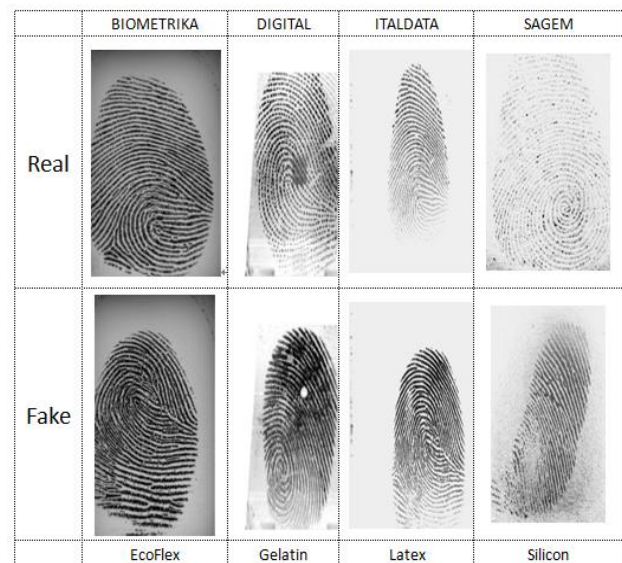 BIOMETRIKA DIGITAL ITALDATA SAGEM
Real
Fake
EcoFlex Gelatin Latex Silicon